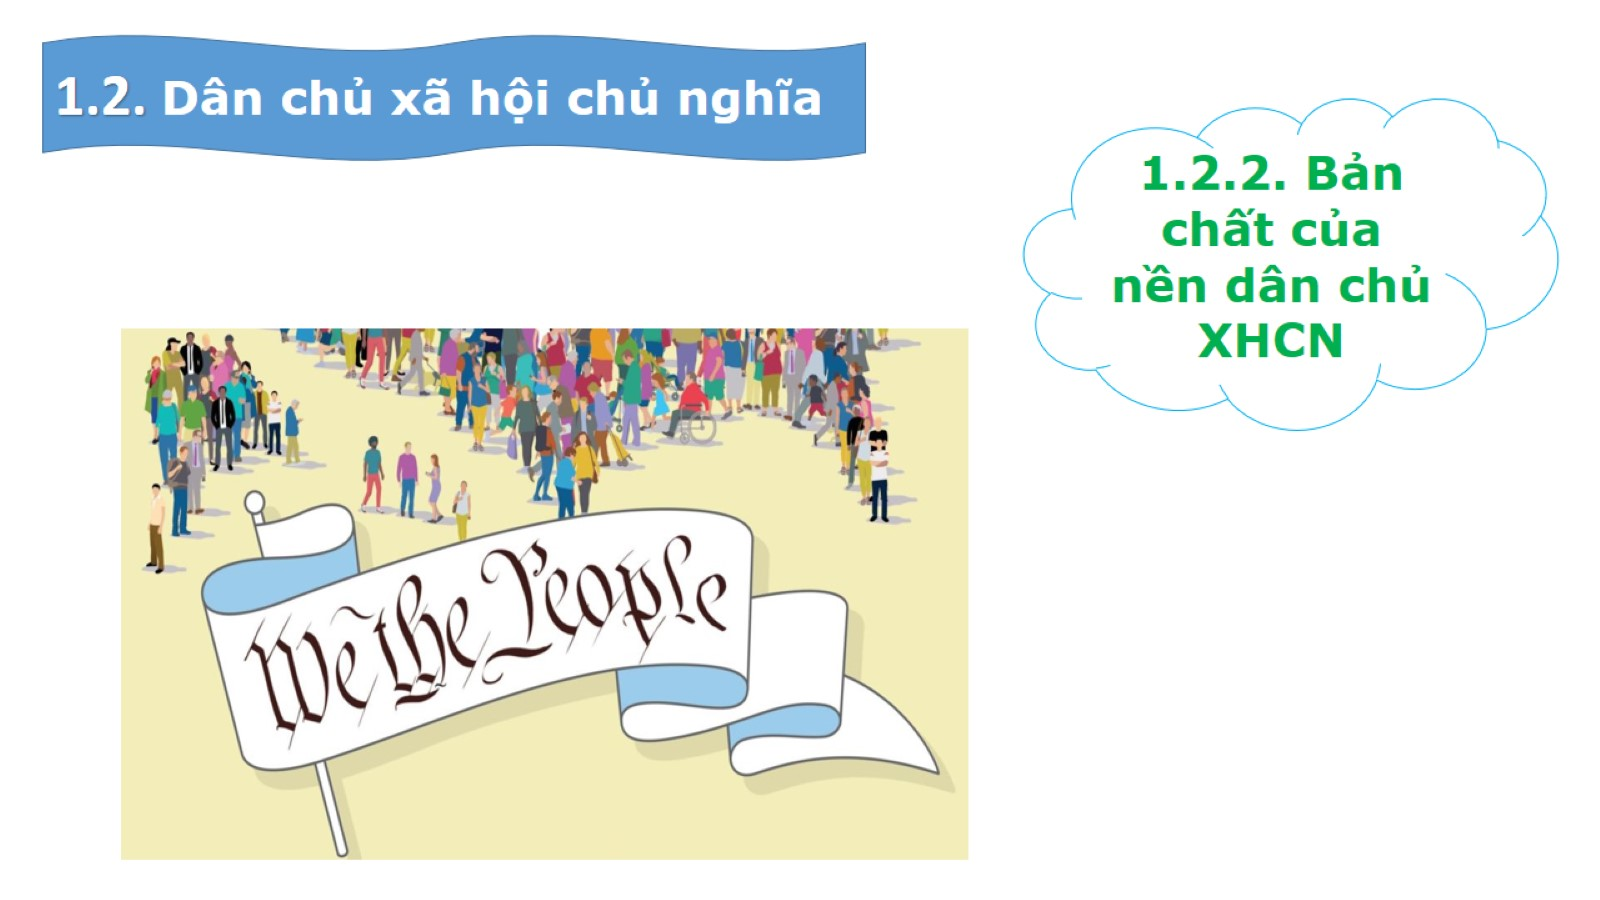 1.2. Dân chủ xã hội chủ nghĩa
1.2.2. Bản
chất của
nền dân chủ
XHCN
We the People